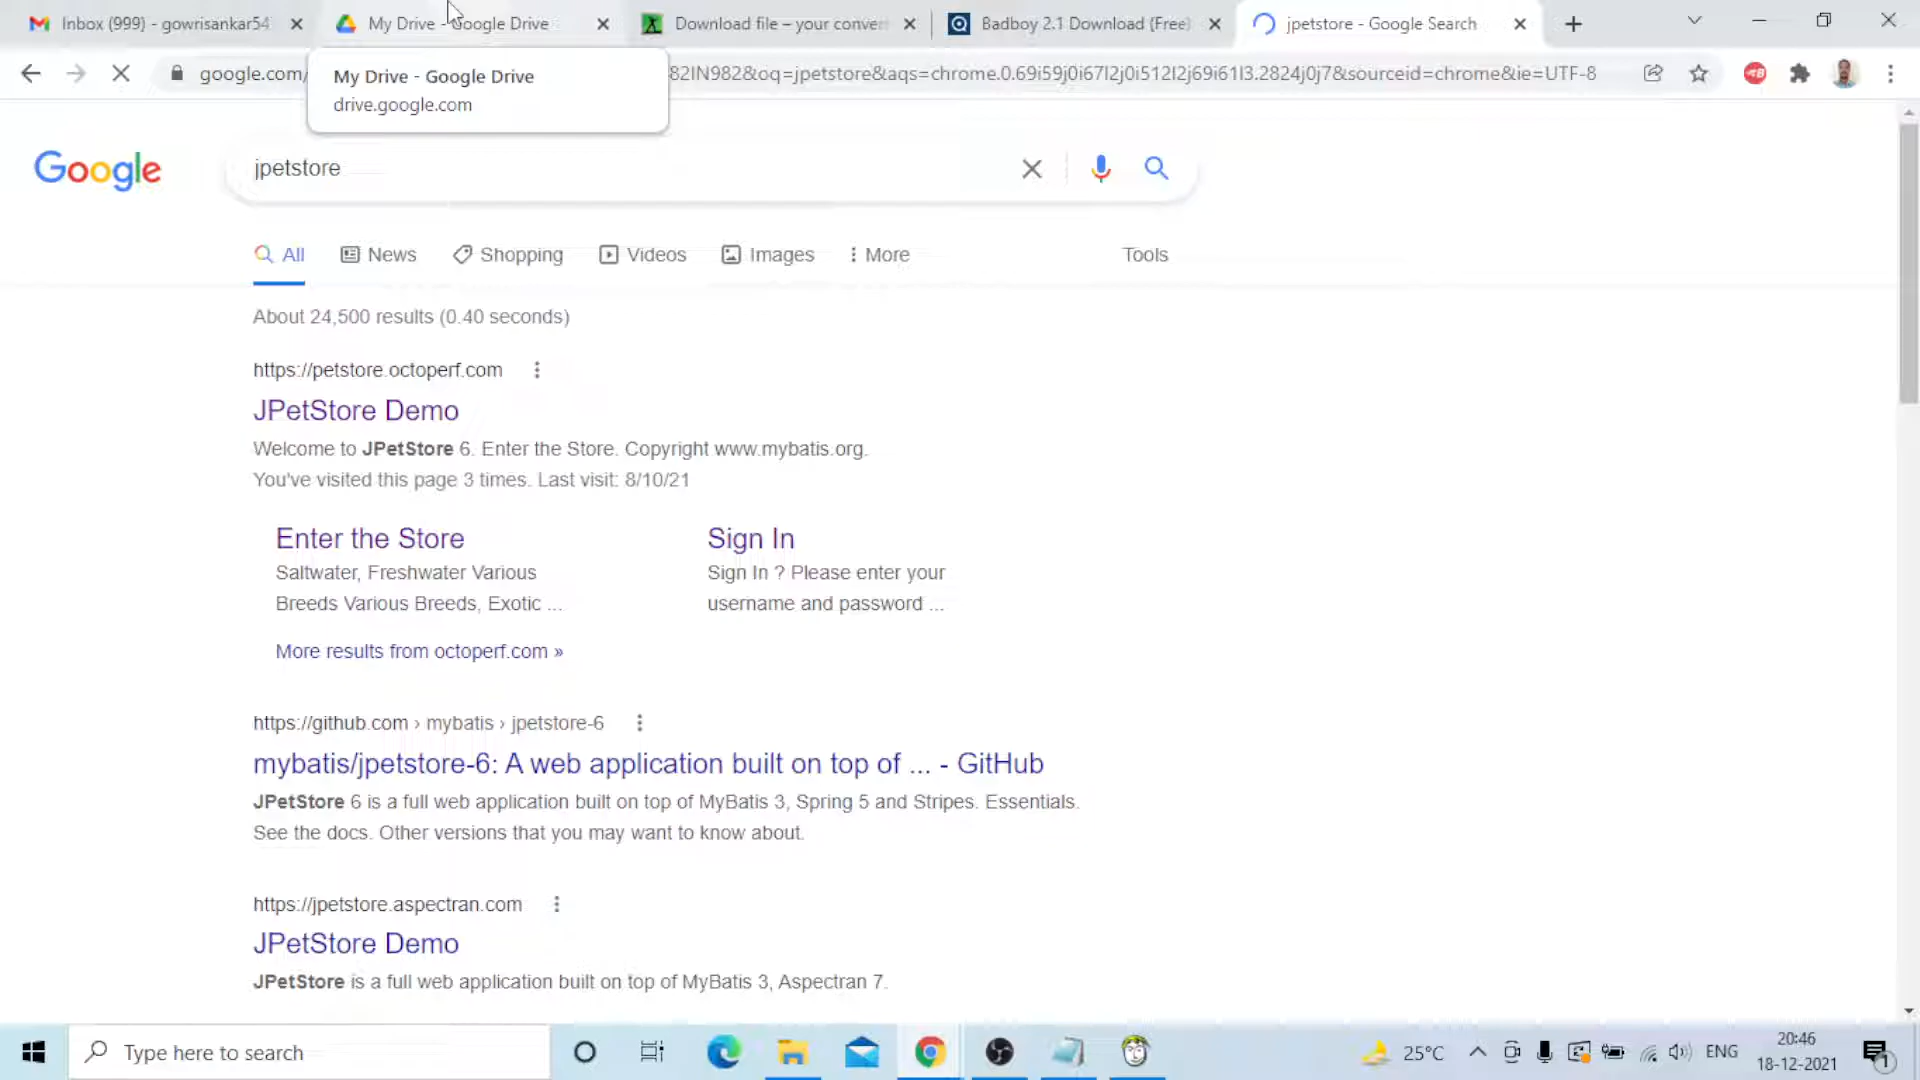 Inbox (999) - gowrisankar54
My Drive - Google Drive
Download file – your conver
Badboy 2.1 Download (Free)
jpetstore - Google Search
google.com/
82IN982&oq=jpetstore&aqs=chrome.0.69i59j0i67l2j0i512l2j69i61l3.2824j0j7&sourceid=chrome&ie=UTF-8
My Drive - Google Drive
drive.google.com
Google
jpetstore
All
News
Shopping
Videos
Images
More
Tools
About 24,500 results (0.40 seconds)
https://petstore.octoperf.com
JPetStore Demo
Welcome to JPetStore 6. Enter the Store. Copyright www.mybatis.org.
You've visited this page 3 times. Last visit: 8/10/21
Enter the Store
Saltwater, Freshwater Various
Breeds Various Breeds, Exotic ...
Sign In
Sign In ? Please enter your
username and password ...
More results from octoperf.com »
https://github.com › mybatis › jpetstore-6
mybatis/jpetstore-6: A web application built on top of ... - GitHub
JPetStore 6 is a full web application built on top of MyBatis 3, Spring 5 and Stripes. Essentials.
See the docs. Other versions that you may want to know about.
https://jpetstore.aspectran.com
JPetStore Demo
JPetStore is a full web application built on top of MyBatis 3, Aspectran 7.
Type here to search
25°C
ENG
20:46
18-12-2021
1